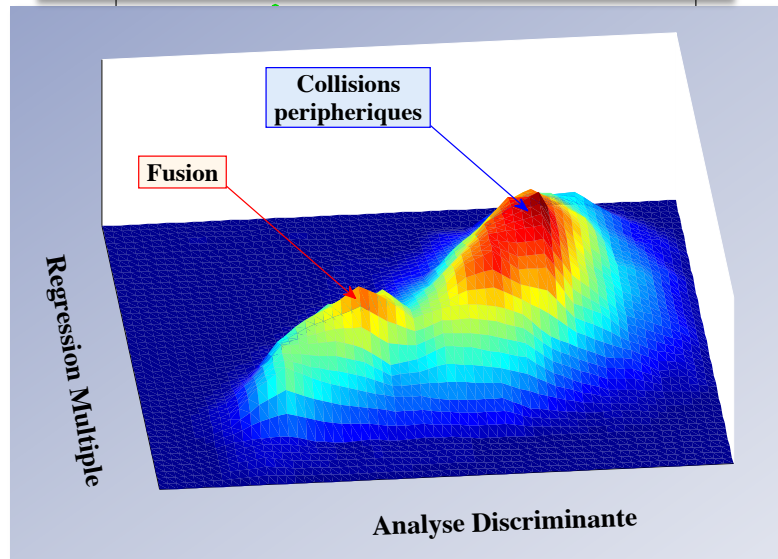 Collisions
peripheriques
Fusion
Regression Multiple
Analyse Discriminante